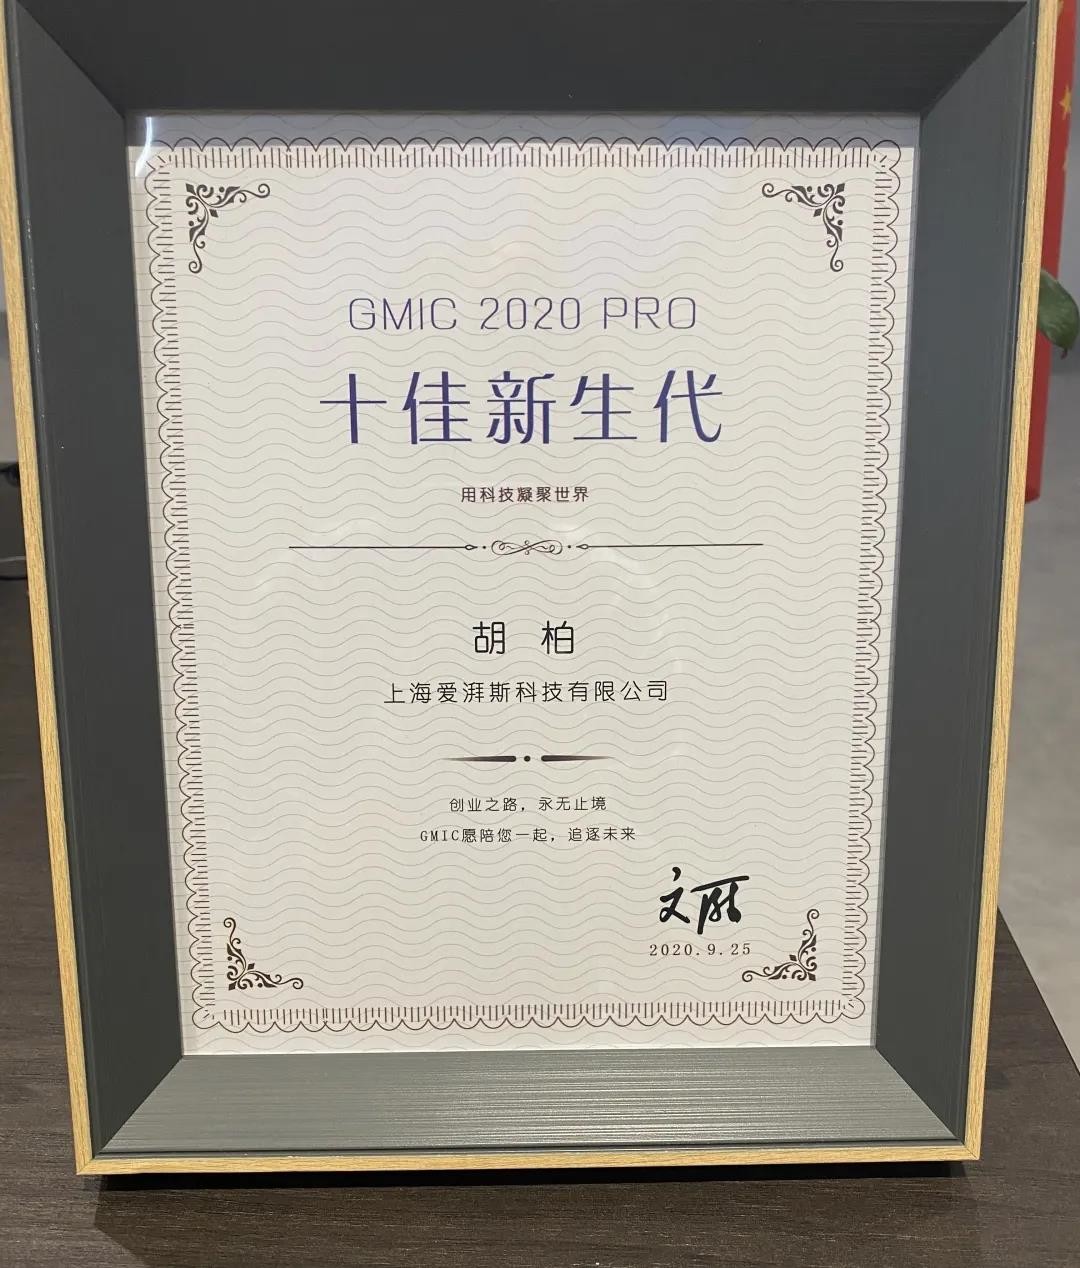 GMIC 2020 PRO
十佳新生代
用科技凝聚世界
胡 柏
上海爱湃斯科技有限公司
创业之路，永无止境
GMIC愿陪您一起，追逐未来
2020.9.25